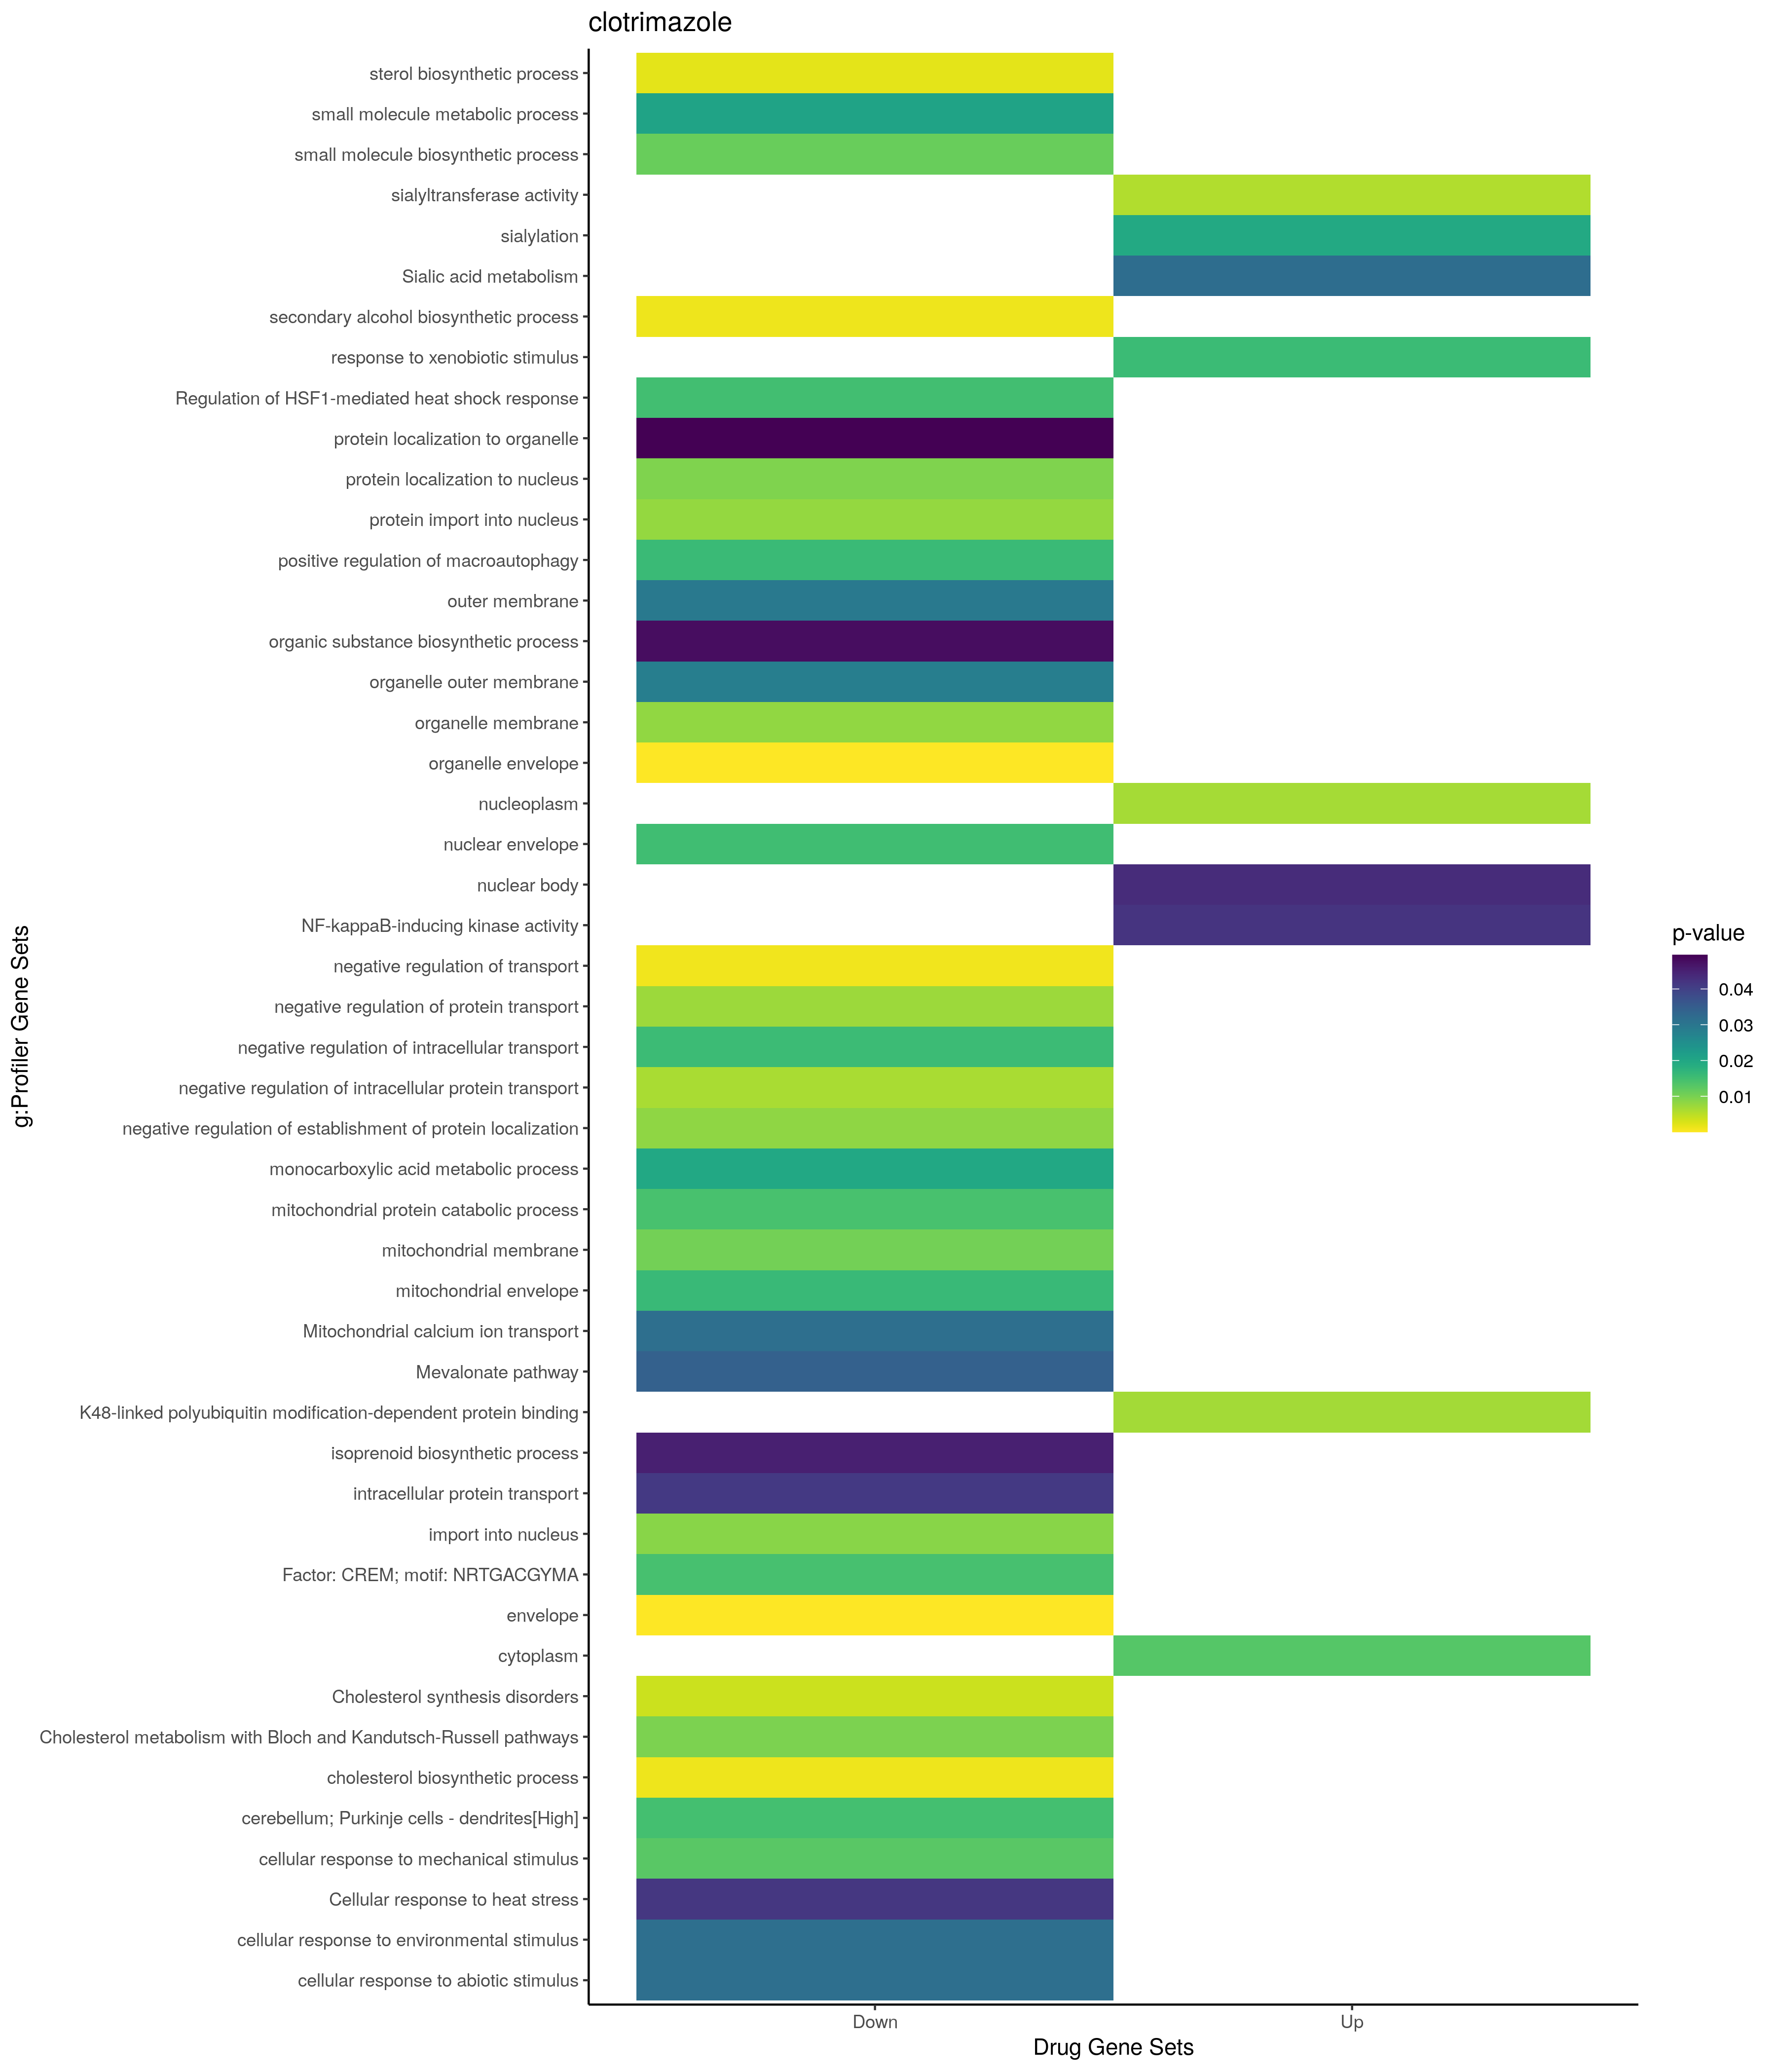 clotrimazole
sterol biosynthetic process
small molecule metabolic process
small molecule biosynthetic process
sialyltransferase activity
sialylation
Sialic acid metabolism
secondary alcohol biosynthetic process
response to xenobiotic stimulus
Regulation of HSF1-mediated heat shock response
protein localization to organelle
protein localization to nucleus
protein import into nucleus
positive regulation of macroautophagy
outer membrane
organic substance biosynthetic process
organelle outer membrane
organelle membrane
organelle envelope
nucleoplasm
nuclear envelope
nuclear body
NF-kappaB-inducing kinase activity
negative regulation of transport
negative regulation of protein transport
negative regulation of intracellular transport
negative regulation of intracellular protein transport
negative regulation of establishment of protein localization
monocarboxylic acid metabolic process
mitochondrial protein catabolic process
mitochondrial membrane
mitochondrial envelope
Mitochondrial calcium ion transport
Mevalonate pathway
K48-linked polyubiquitin modification-dependent protein binding
isoprenoid biosynthetic process
intracellular protein transport
import into nucleus
Factor: CREM; motif: NRTGACGYMA
envelope
cytoplasm
Cholesterol synthesis disorders
Cholesterol metabolism with Bloch and Kandutsch-Russell pathways
cholesterol biosynthetic process
cerebellum; Purkinje cells - dendrites[High]
cellular response to mechanical stimulus
Cellular response to heat stress
cellular response to environmental stimulus
cellular response to abiotic stimulus
g:Profiler Gene Sets
Down
Up
Drug Gene Sets
p-value
0.04
0.03
0.02
0.01